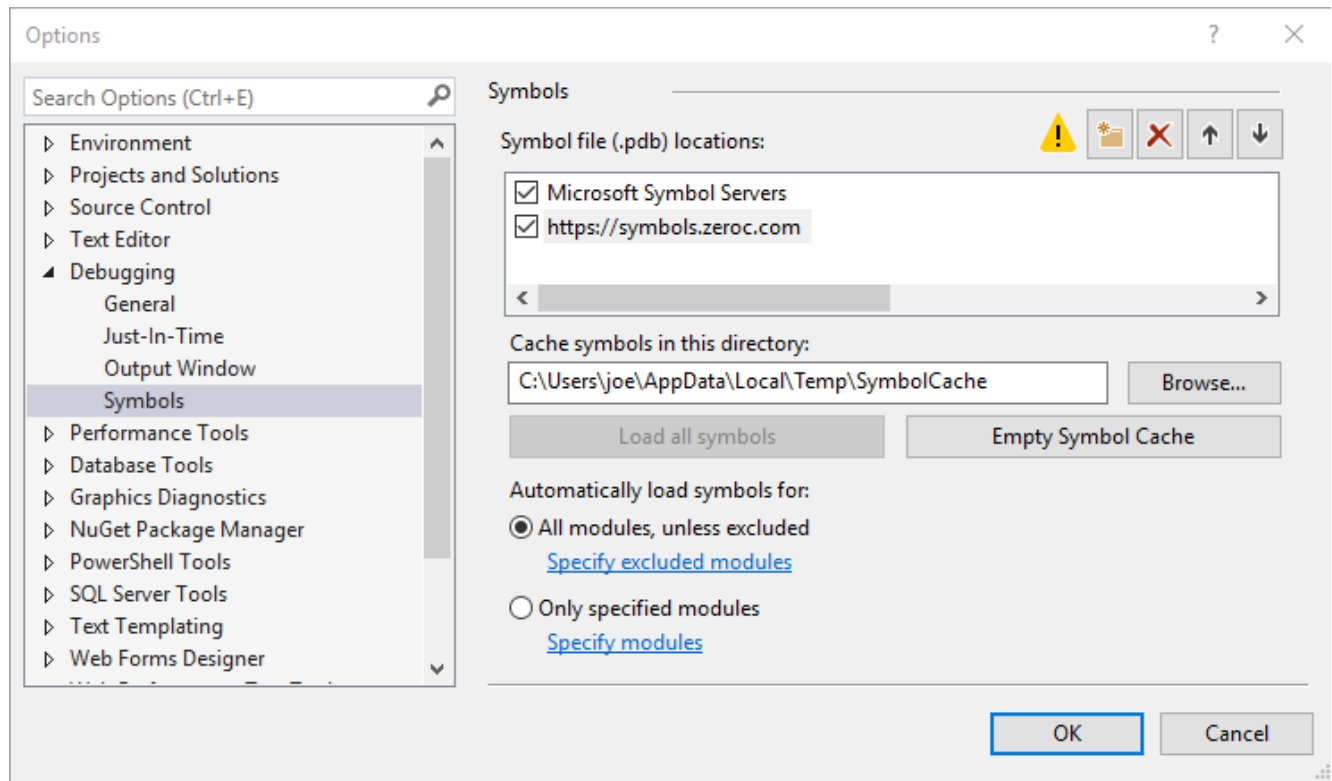 Options
Search Options (Ctrl+E)
Environment
Projects and Solutions
Source Control
Text Editor
Debugging
General
Just-In-Time
Output Window
Symbols
Performance Tools
Database Tools
Graphics Diagnostics
NuGet Package Manager
PowerShell Tools
SQL Server Tools
Text Templating
Web Forms Designer
Symbols
Symbol file (.pdb) locations:
Microsoft Symbol Servers
https://symbols.zeroc.com
Cache symbols in this directory:
C:\Users\joe\AppData\Local\Temp\SymbolCache
Browse...
Load all symbols
Empty Symbol Cache
Automatically load symbols for:
All modules, unless excluded
Specify excluded modules
Only specified modules
Specify modules
OK
Cancel